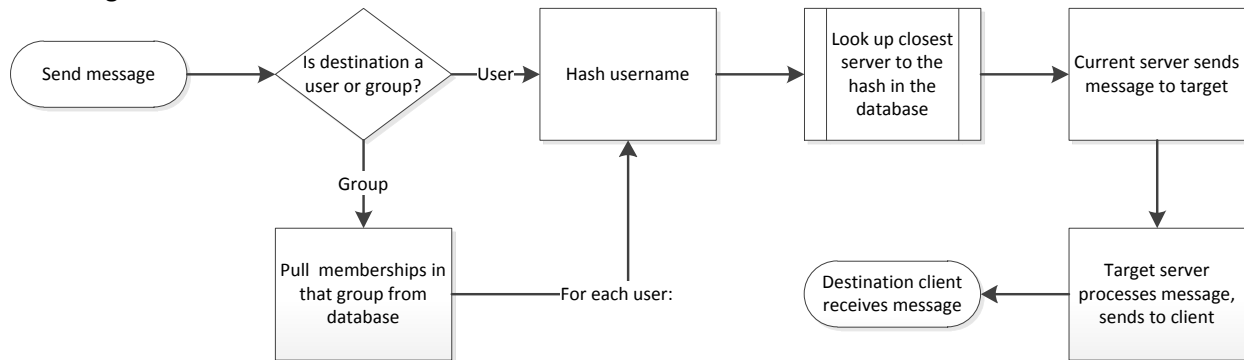 Send message
Is destination a
user or group?
User
Hash username
Look up closest
server to the
hash in the
database
Current server sends
message to target
Group
Pull  memberships in
that group from
database
For each user:
Destination client
receives message
Target server
processes message,
sends to client